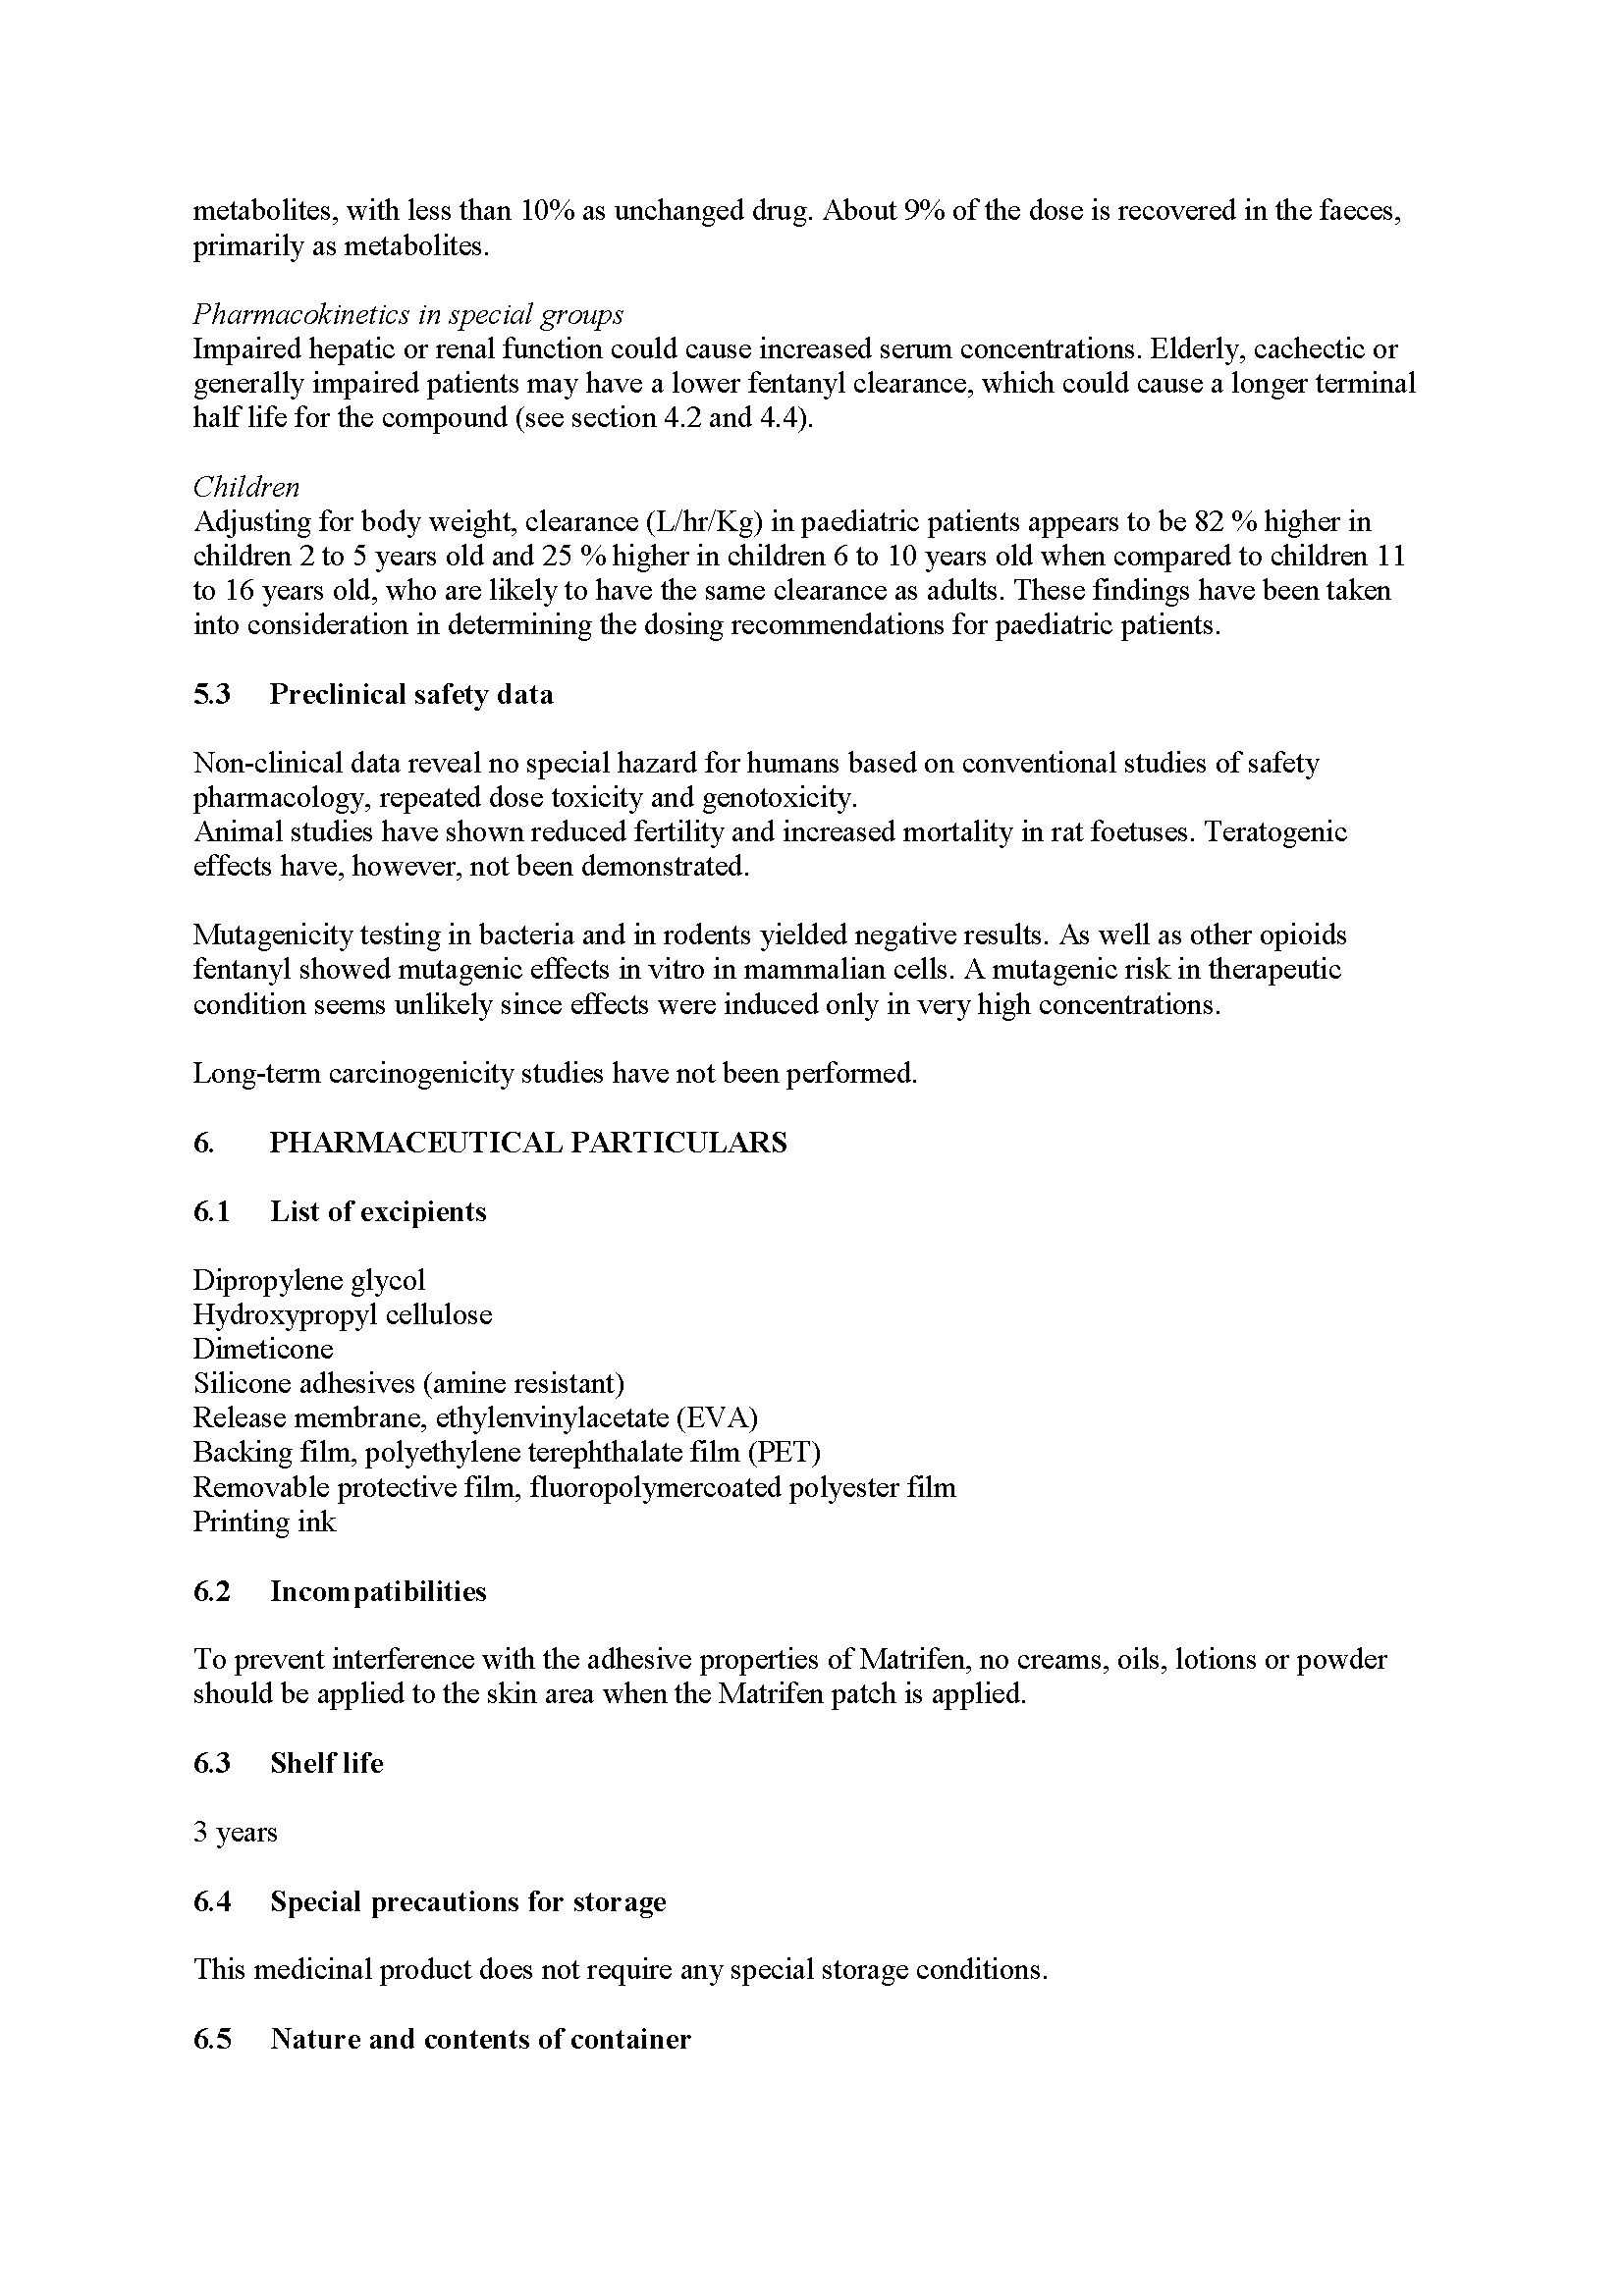 metabolites, with less than 10% as unchanged drug. About 9% of the dose is recovered in the faeces,
primarily as metabolites.
Pharmacokinetics in special groups
Impaired hepatic or renal function could cause increased serum concentrations. Elderly, cachectic or
generally impaired patients may have a lower fentanyl clearance, which could cause a longer terminal
half life for the compound (see section 4.2 and 4.4).
Children
Adjusting for body weight, clearance (L/hr/Kg) in paediatric patients appears to be 82 % higher in
children 2 to 5 years old and 25 % higher in children 6 to 10 years old when compared to children 11
to 16 years old, who are likely to have the same clearance as adults. These findings have been taken
into consideration in determining the dosing recommendations for paediatric patients.
5.3 Preclinical safety data
Non-clinical data reveal no special hazard for humans based on conventional studies of safety
pharmacology, repeated dose toxicity and genotoxicity.
Animal studies have shown reduced fertility and increased mortality in rat foetuses. Teratogenic
effects have, however, not been demonstrated.
Mutagenicity testing in bacteria and in rodents yielded negative results. As well as other opioids
fentanyl showed mutagenic effects in vitro in mammalian cells. A mutagenic risk in therapeutic
condition seems unlikely since effects were induced only in very high concentrations.
Long-term carcinogenicity studies have not been performed.
6. PHARMACEUTICAL PARTICULARS
6.1 List of excipients
Dipropylene glycol
Hydroxypropyl cellulose
Dimeticone
Silicone adhesives (amine resistant)
Release membrane, ethylenvinylacetate (EVA)
Backing film, polyethylene terephthalate film (PET)
Removable protective film, fluoropolymercoated polyester film
Printing ink
6.2 Incompatibilities
To prevent interference with the adhesive properties of Matrifen, no creams, oils, lotions or powder
should be applied to the skin area when the Matrifen patch is applied.
6.3 Shelf life
3 years
6.4 Special precautions for storage
This medicinal product does not require any special storage conditions.
6.5 Nature and contents of container